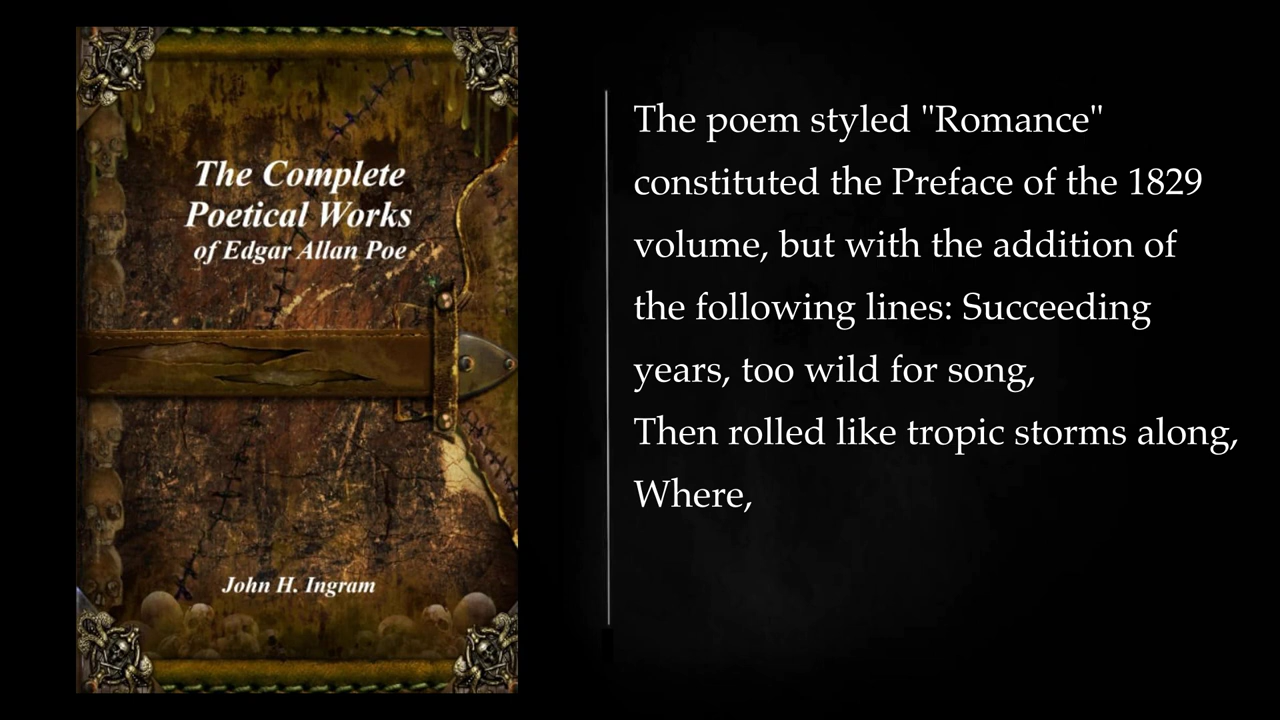 The Complete
Poetical Works
of Edgar Allan Poe
John H. Ingram
The poem styled "Romance"
constituted the Preface of the 1829
volume, but with the addition of
the following lines: Succeeding
years, too wild for song,
Then rolled like tropic storms along,
Where,